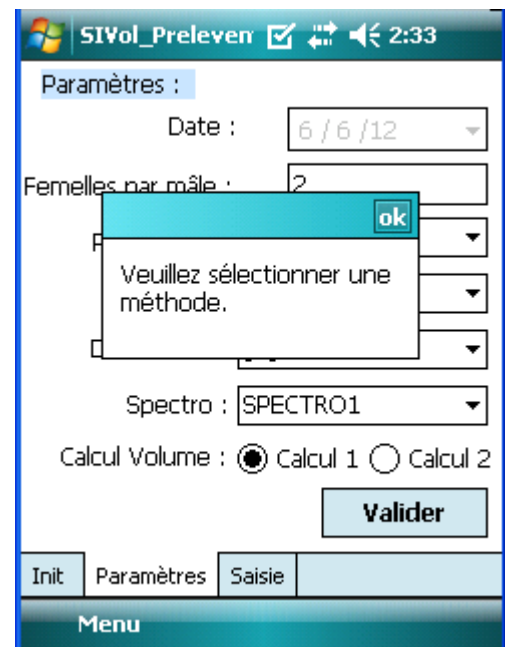 SIVol_Preleven 2:33
Paramètres :
Date : 6 / 6 /12
Femelles par mâle : 2
ok
Veuillez sélectionner une
méthode.
Spectro : SPECTRO1
Calcul Volume : Calcul 1 Calcul 2
Valider
Init Paramètres Saisie
Menu